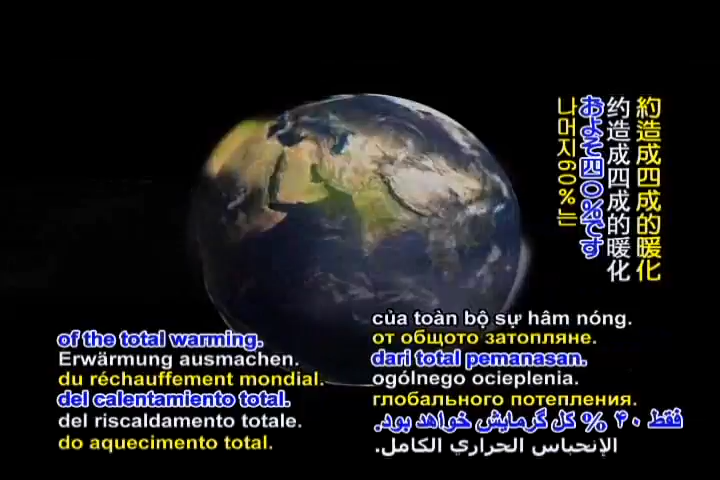 約造成四成的暖化
约造成四成的暖化
およそ四〇%です
나머지60%는
of the total warming.
Erwärmung ausmachen.
du réchauffement mondial.
del calentamiento total.
del riscaldamento totale.
do aquecimento total.
của toàn bộ sự hâm nóng.
от общото затопляне.
dari total pemanasan.
ogólnego ocieplenia.
глобального потепления.
فقط ۴۰ % کل گرمایش خواهد بود.
الإنحباس الحراري الكامل.